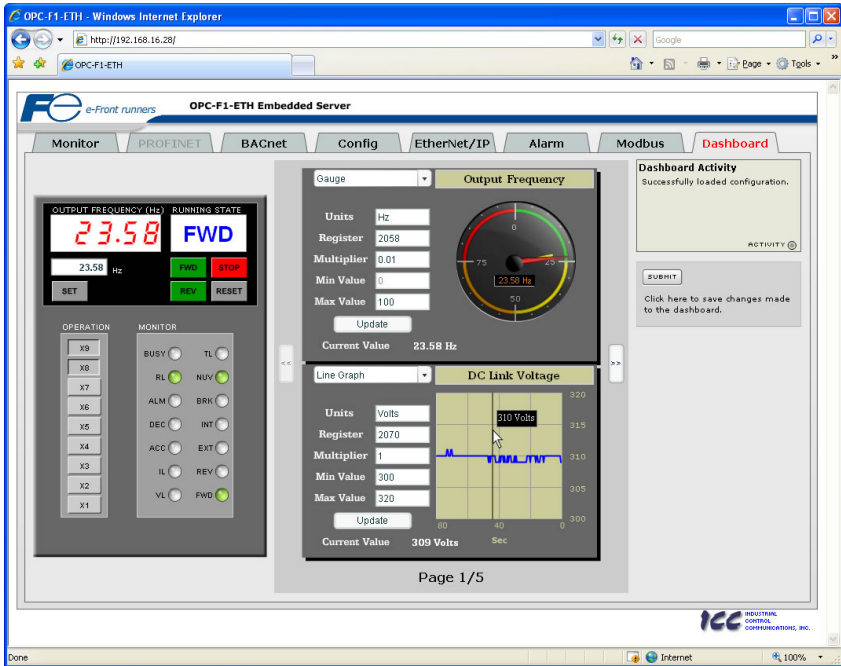 OPC-F1-ETH - Windows Internet Explorer
http://192.168.16.28/
Google
OPC-F1-ETH
Page
Tools
Fe e-Front runners
OPC-F1-ETH Embedded Server
Monitor
PROFINET
BACnet
Config
EtherNet/IP
Alarm
Modbus
Dashboard
OUTPUT FREQUENCY (Hz)
RUNNING STATE
23.58
FWD
23.58 Hz
FWD
STOP
SET
REV
RESET
OPERATION
MONITOR
X9
X8
X7
X6
X5
X4
X3
X2
X1
BUSY
TL
RL
NUV
ALM
BRK
DEC
INT
ACC
EXT
IL
REV
VL
FWD
<<
Gauge
Output Frequency
Units Hz
Register 2058
Multiplier 0.01
Min Value 0
Max Value 100
Update
Current Value 23.58 Hz
0
75
25
50
23.58 Hz
Line Graph
DC Link Voltage
Units Volts
Register 2070
Multiplier 1
Min Value 300
Max Value 320
Update
Current Value 309 Volts
310 Volts
320
315
310
305
300
80
40
0
Sec
>>
Page 1/5
Dashboard Activity
Successfully loaded configuration.
ACTIVITY
SUBMIT
Click here to save changes made
to the dashboard.
ICC INDUSTRIAL
CONTROL
COMMUNICATIONS, INC.
Done
Internet
100%